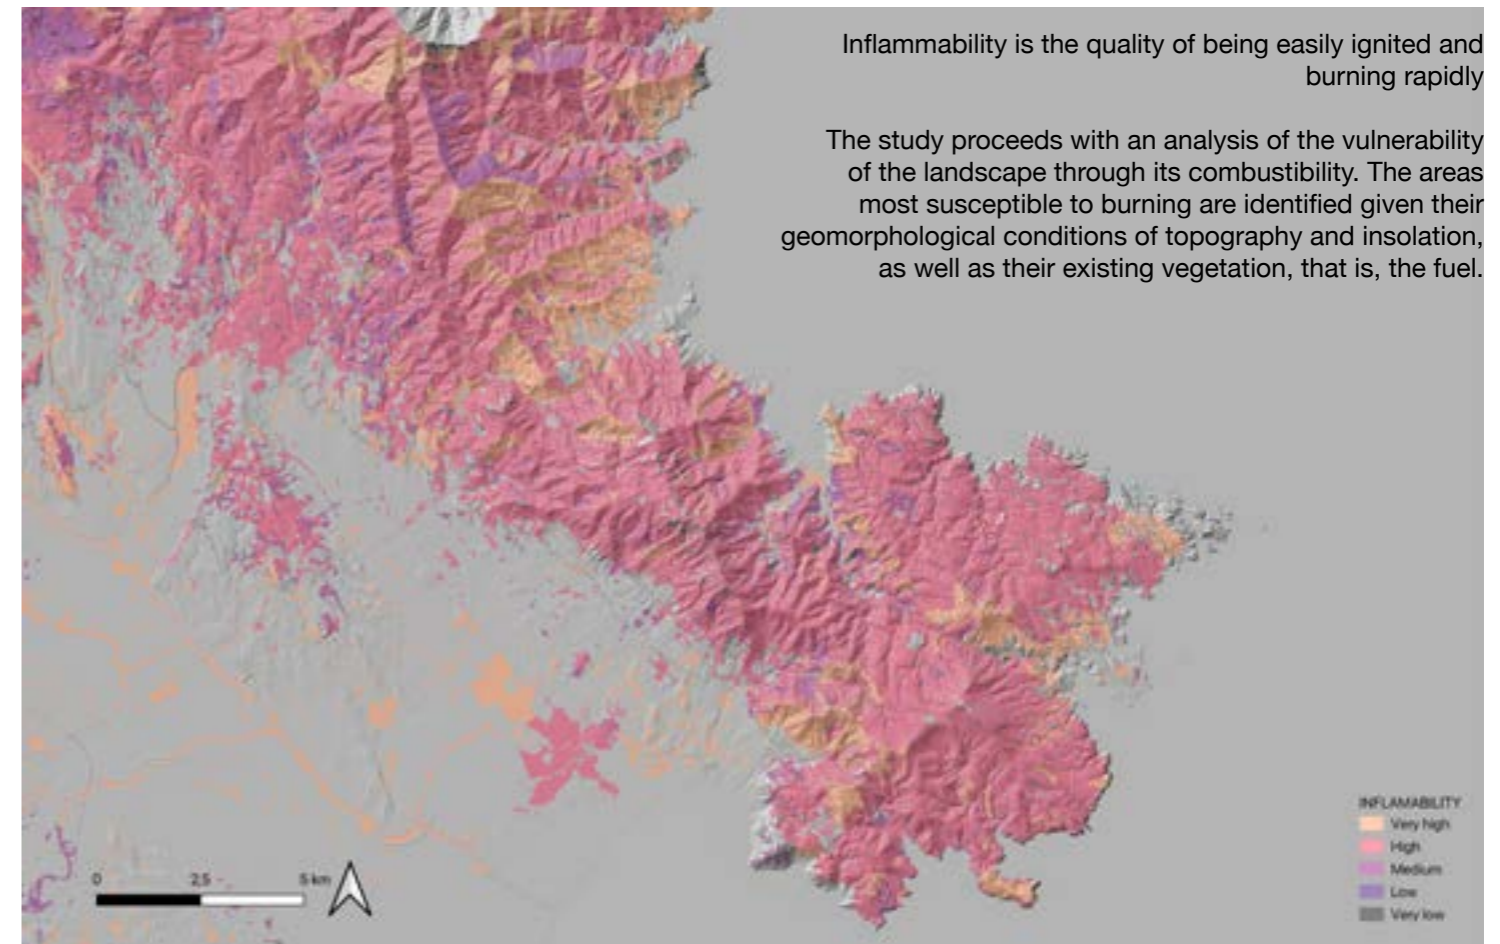 Inflammability is the quality of being easily ignited and
burning rapidly
The study proceeds with an analysis of the vulnerability
of the landscape through its combustibility. The areas
most susceptible to burning are identified given their
geomorphological conditions of topography and insolation,
as well as their existing vegetation, that is, the fuel.
INFLAMABILITY
Very high
High
Medium
Low
Very low
0 2,5 5 km